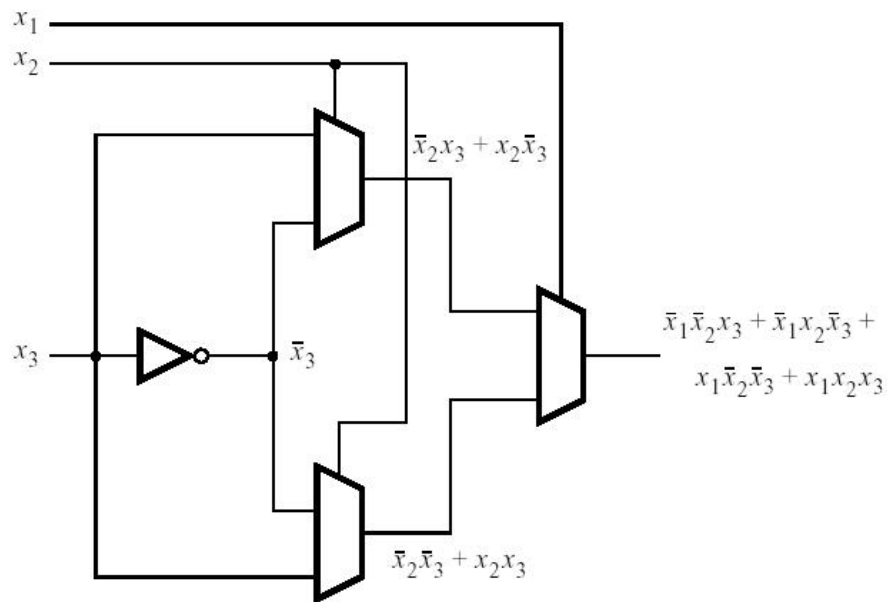 x₁
x₂
x̄₂x₃ + x₂x̄₃
x̄₁x̄₂x₃ + x̄₁x₂x̄₃ +
x₃
x̄₃
x₁x̄₂x̄₃ + x₁x₂x₃
x̄₂x̄₃ + x₂x₃